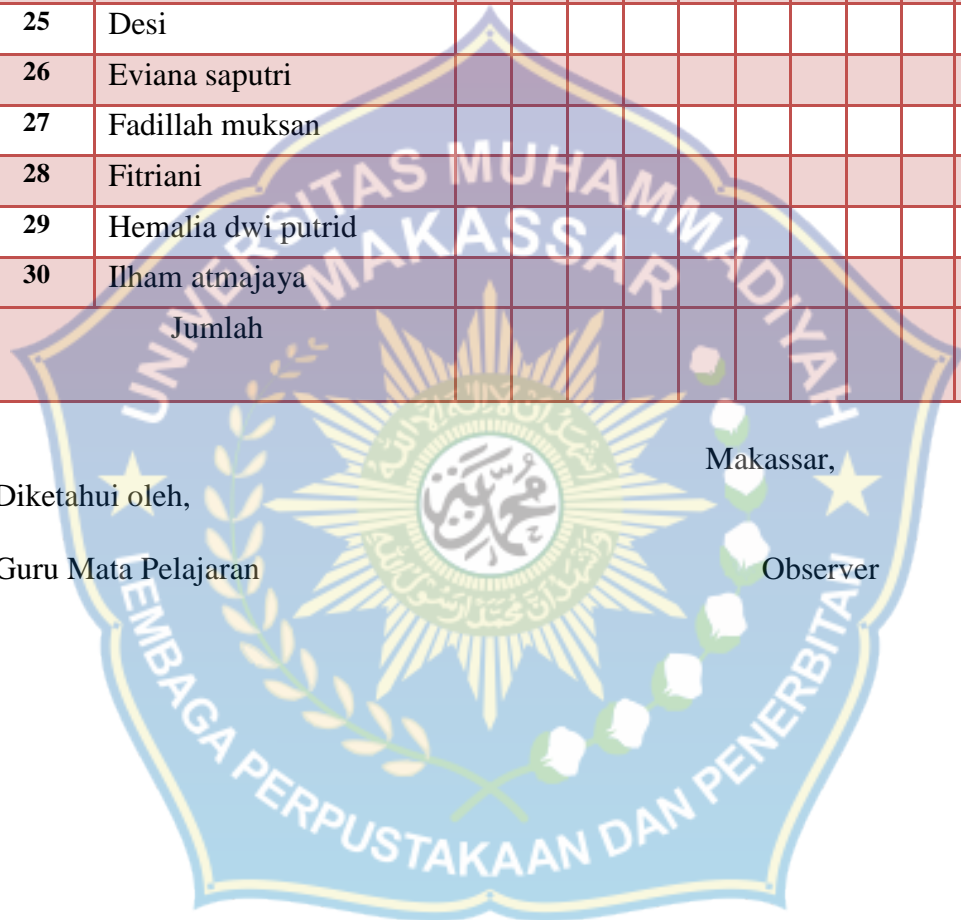 25 Desi
26 Eviana saputri
27 Fadillah muksan
28 Fitriani
29 Hemalia dwi putrid
30 Ilham atmajaya
Jumlah
UNIVERSITAS MUHAMMADIYAH
MAKASSAR
Makassar,
Diketahui oleh,
Guru Mata Pelajaran Observer
محمدية
LEMBAGA PERPUSTAKAAN DAN PENERBITAN